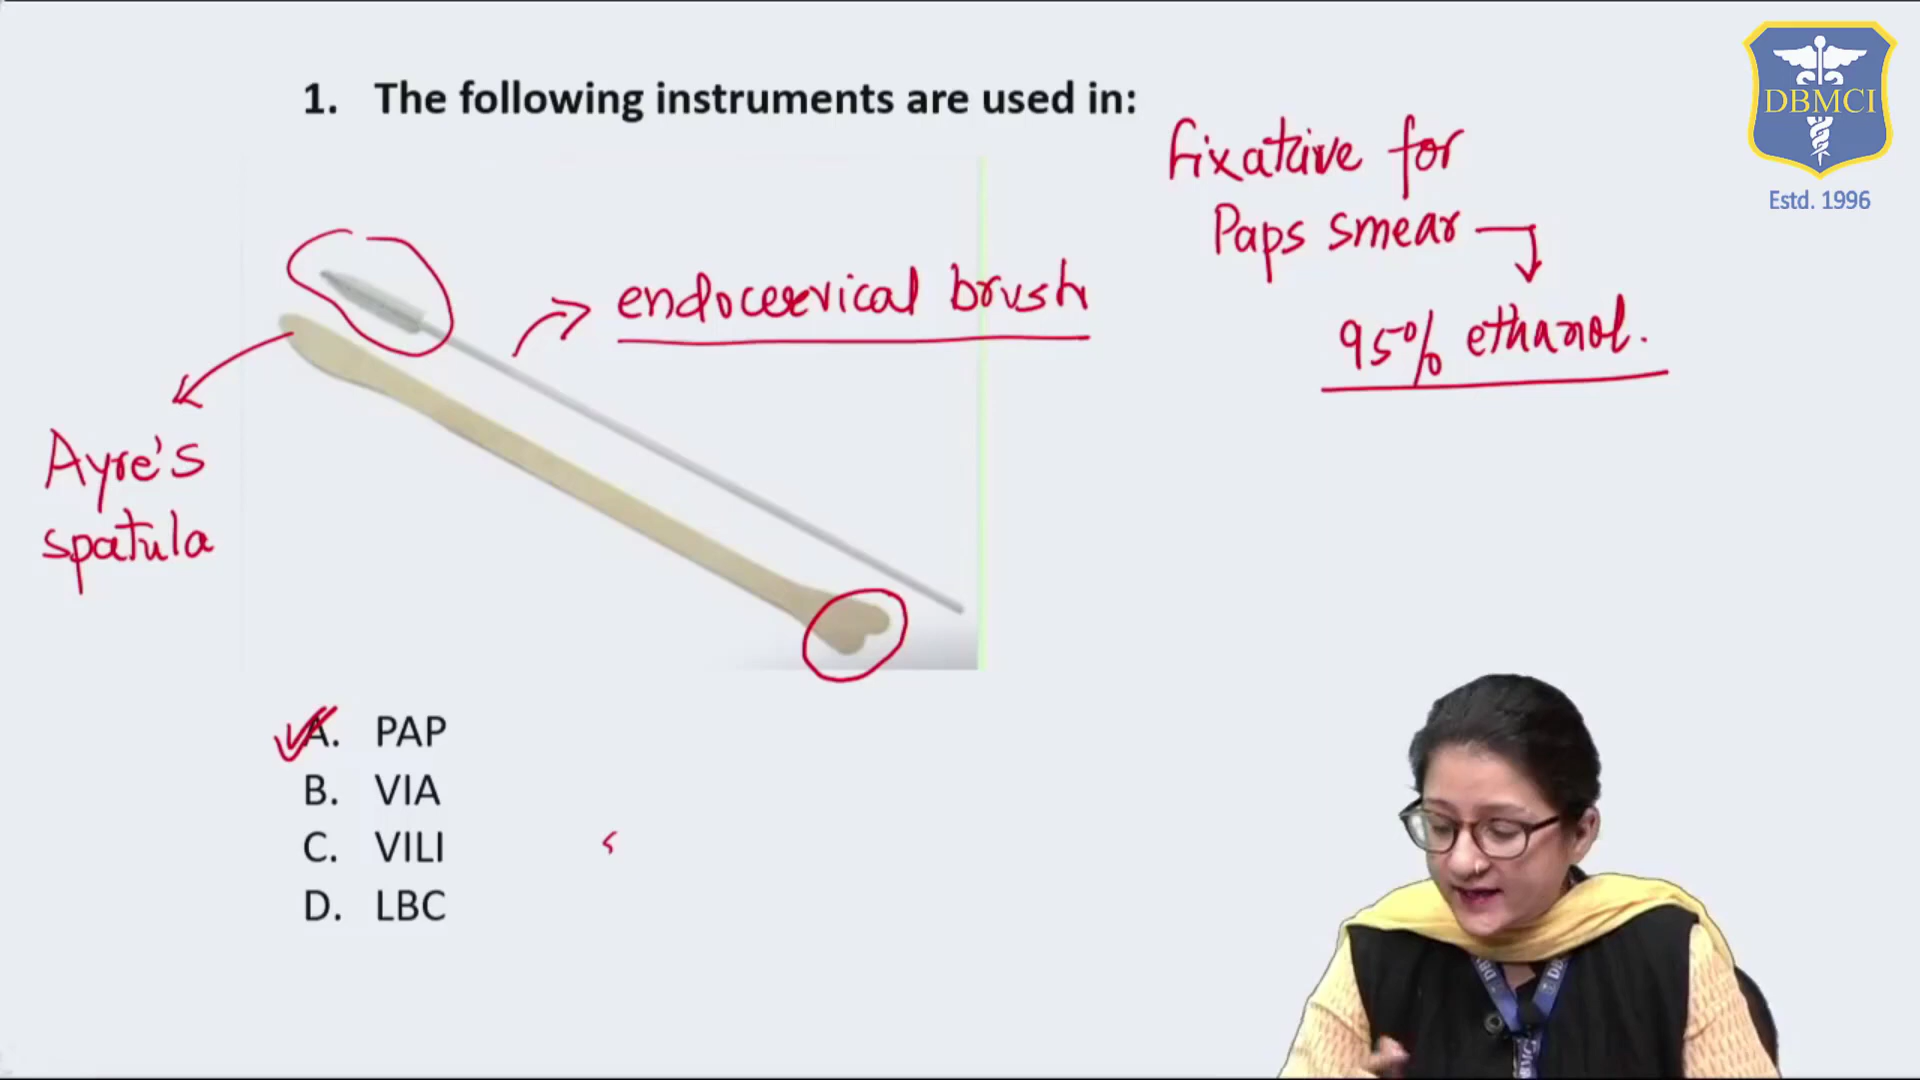 1. The following instruments are used in:
DBMCI
Estd. 1996
Fixative for
Paps smear
95% ethanol.
endocervical brush
Ayre's
spatula
A. PAP
B. VIA
C. VILI
D. LBC